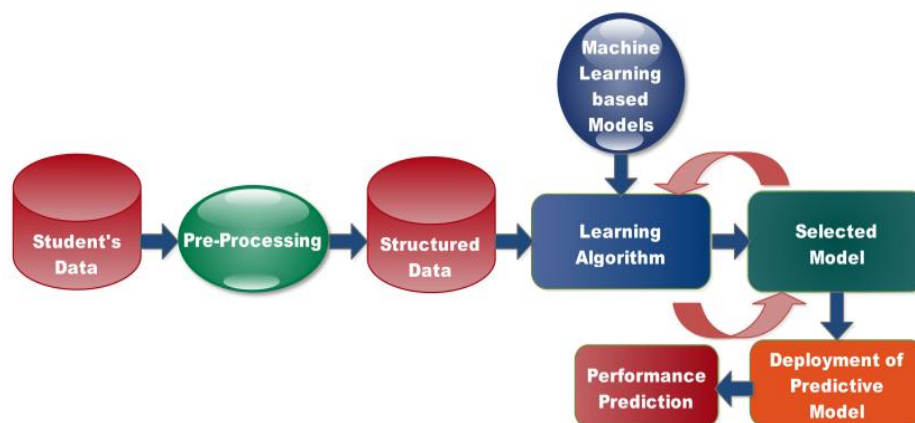 Machine
Learning
based
Models
Student's
Data
Pre-Processing
Structured
Data
Learning
Algorithm
Selected
Model
Performance
Prediction
Deployment of
Predictive
Model